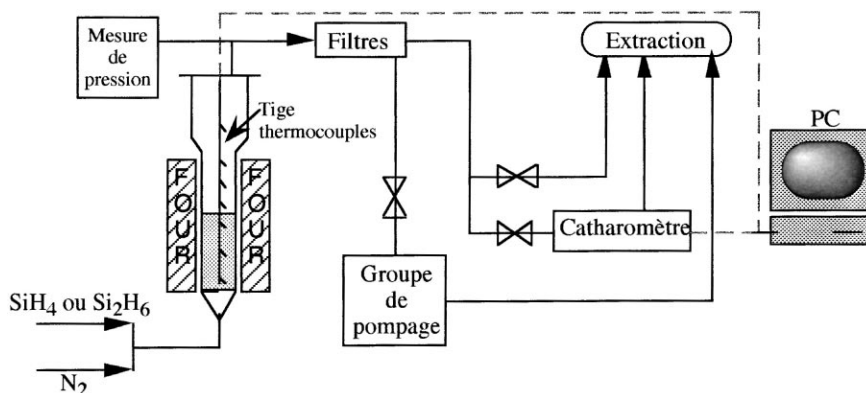 Mesure
de
pression
Filtres
Extraction
Tige
thermocouples
PC
FOUR
FOUR
Catharomètre
Groupe
de
pompage
SiH4 ou Si2H6
N2